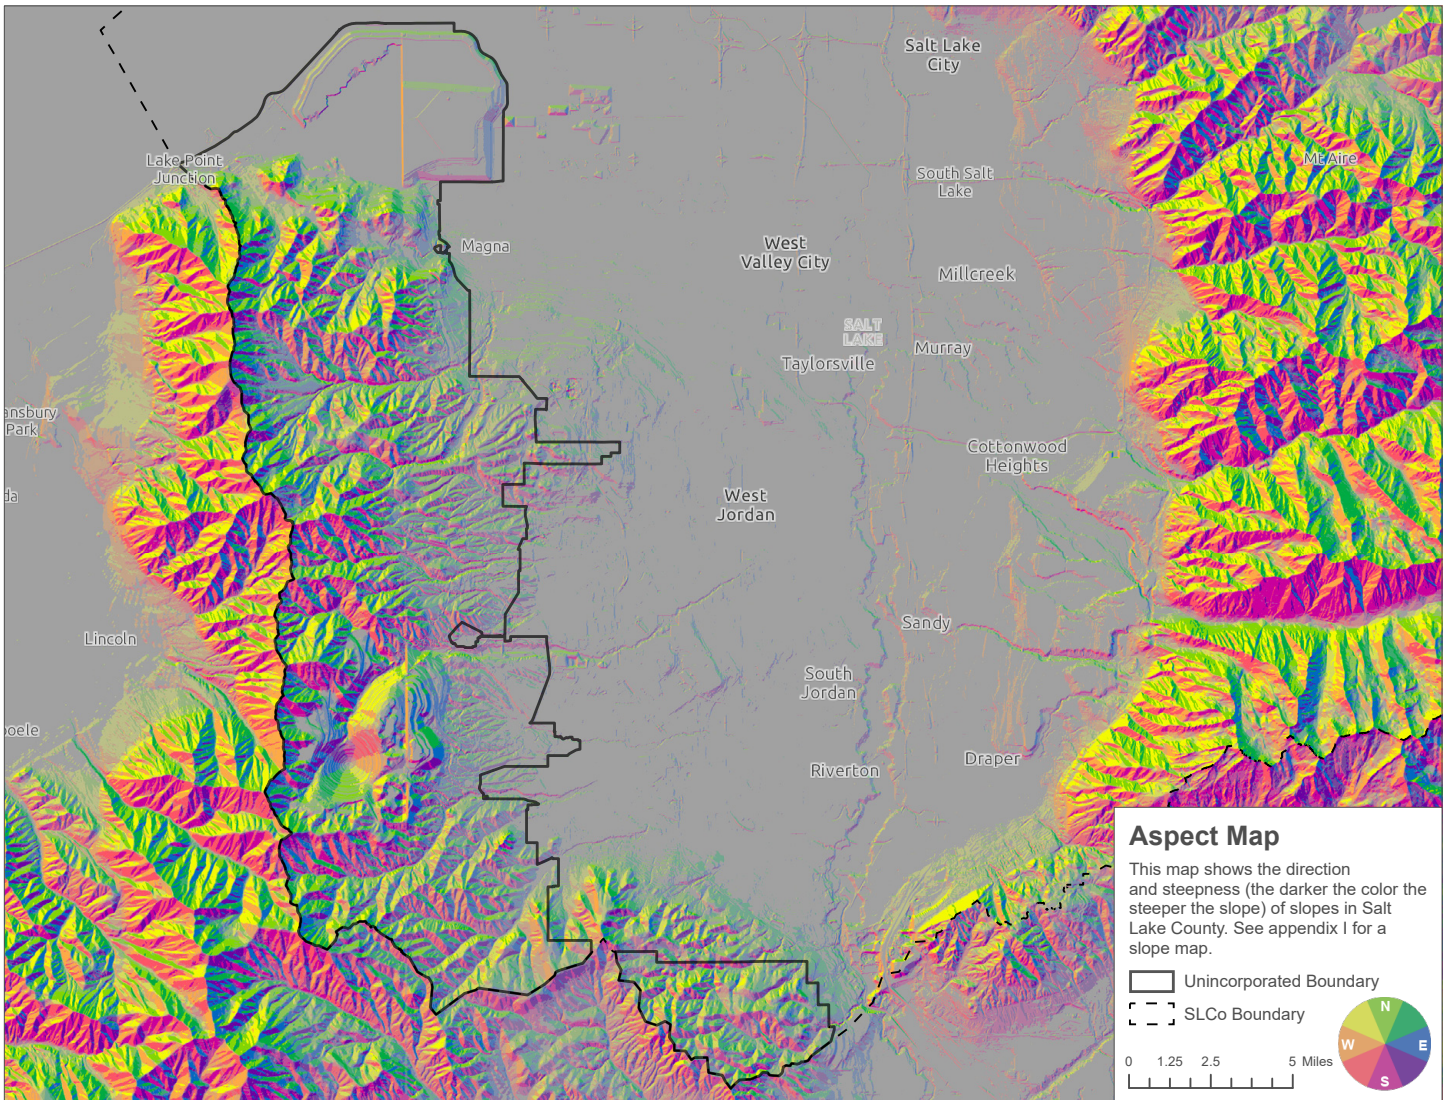 Salt Lake
City
Lake Point
Junction
Mt Aire
South Salt
Lake
Magna
West
Valley City
Millcreek
SALT
LAKE
Murray
Taylorsville
ansbury
Park
Cottonwood
Heights
da
West
Jordan
Sandy
Lincoln
South
Jordan
oele
Draper
Riverton
Aspect Map
This map shows the direction
and steepness (the darker the color the
steeper the slope) of slopes in Salt
Lake County. See appendix I for a
slope map.
Unincorporated Boundary
SLCo Boundary
N
W
E
S
0 1.25 2.5 5 Miles